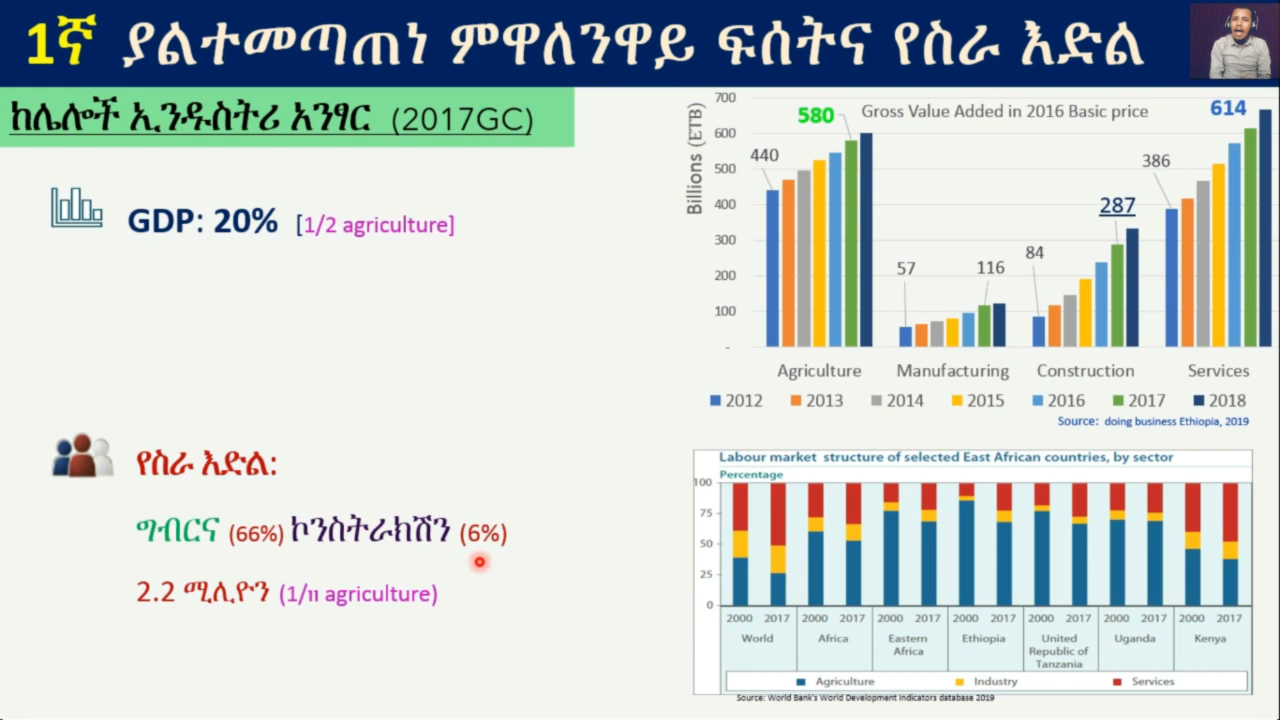 1ኛ ያልተመጣጠነ ምዋለንዋይ ፍሰትና የስራ እድል
ከሌሎች ኢንዱስትሪ አንፃር (2017GC)
GDP: 20% [1/2 agriculture]
የስራ እድል:
ግብርና (66%) ኮንስትራክሽን (6%)
2.2 ሚሊዮን (1/11 agriculture)
Gross Value Added in 2016 Basic price
Billions (ETB)
700
600
500
400
300
200
100
-
440
580
57
116
84
287
386
614
Agriculture Manufacturing Construction Services
2012 2013 2014 2015 2016 2017 2018
Source: doing business Ethiopia, 2019
Labour market structure of selected East African countries, by sector
Percentage
100
75
50
25
0
2000 2017 2000 2017 2000 2017 2000 2017 2000 2017 2000 2017 2000 2017
World Africa Eastern Africa Ethiopia United Republic of Tanzania Uganda Kenya
Agriculture Industry Services
Source: World Bank's World Development Indicators database 2019